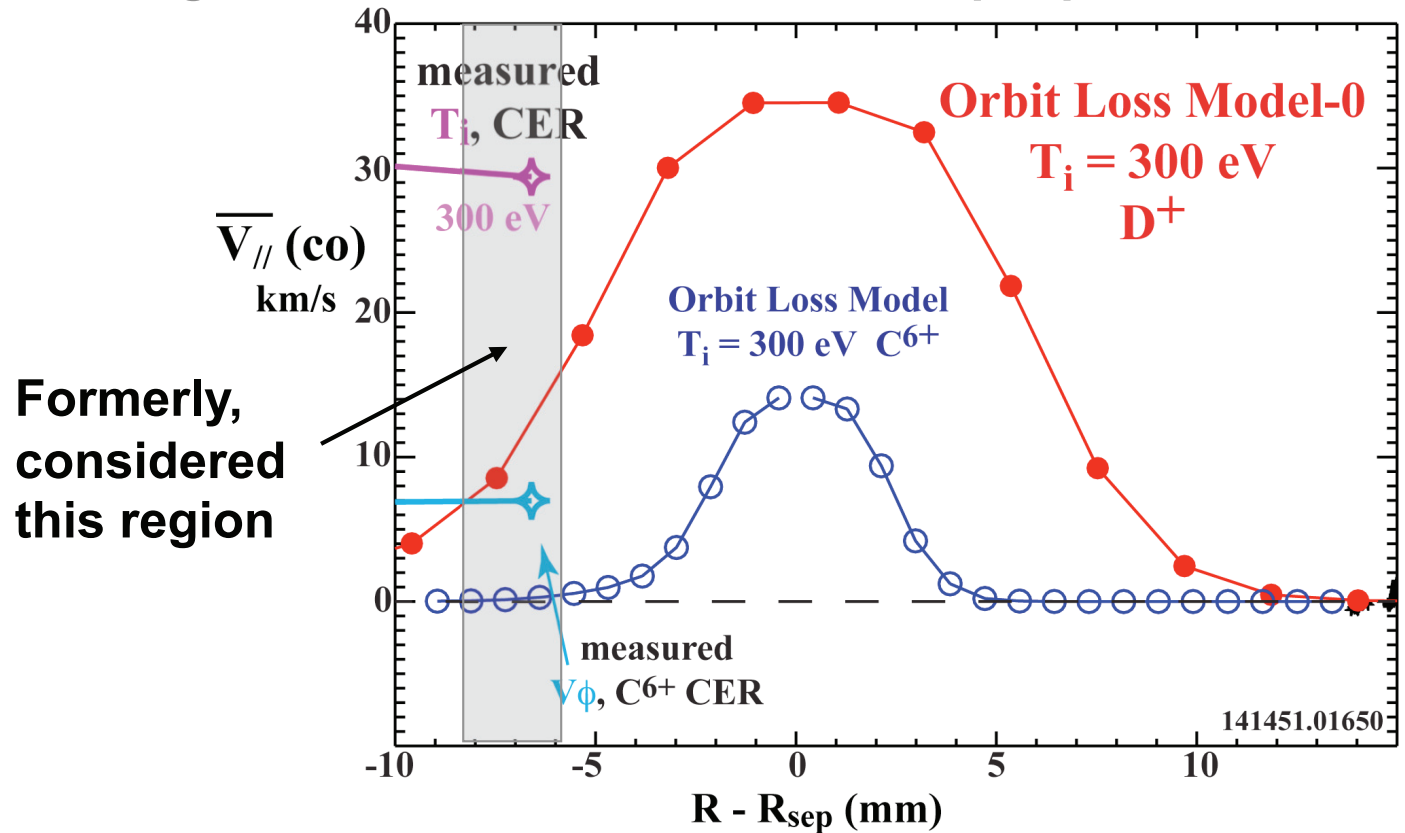 40
30
20
10
0
-10
-5
0
5
10
V// (co)
km/s
R - Rsep (mm)
measured
Ti, CER
300 eV
Orbit Loss Model-0
Ti = 300 eV
D+
Orbit Loss Model
Ti = 300 eV C6+
Formerly,
considered
this region
measured
Vϕ, C6+ CER
141451.01650